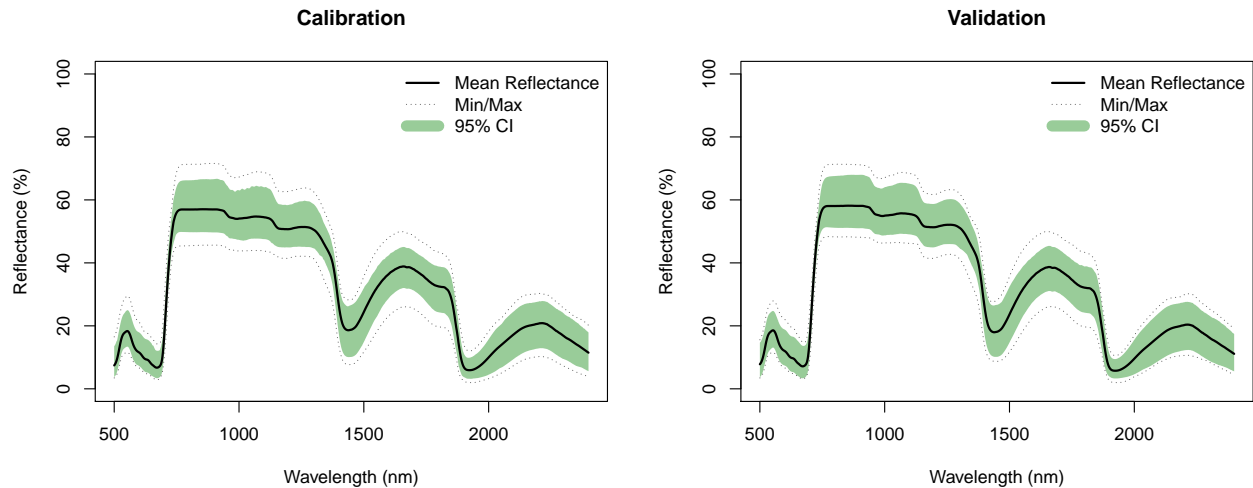 Calibration
Mean Reflectance
Min/Max
95% CI
Reflectance (%)
100
80
60
40
20
0
500
1000
1500
2000
Wavelength (nm)
Validation
Mean Reflectance
Min/Max
95% CI
Reflectance (%)
100
80
60
40
20
0
500
1000
1500
2000
Wavelength (nm)